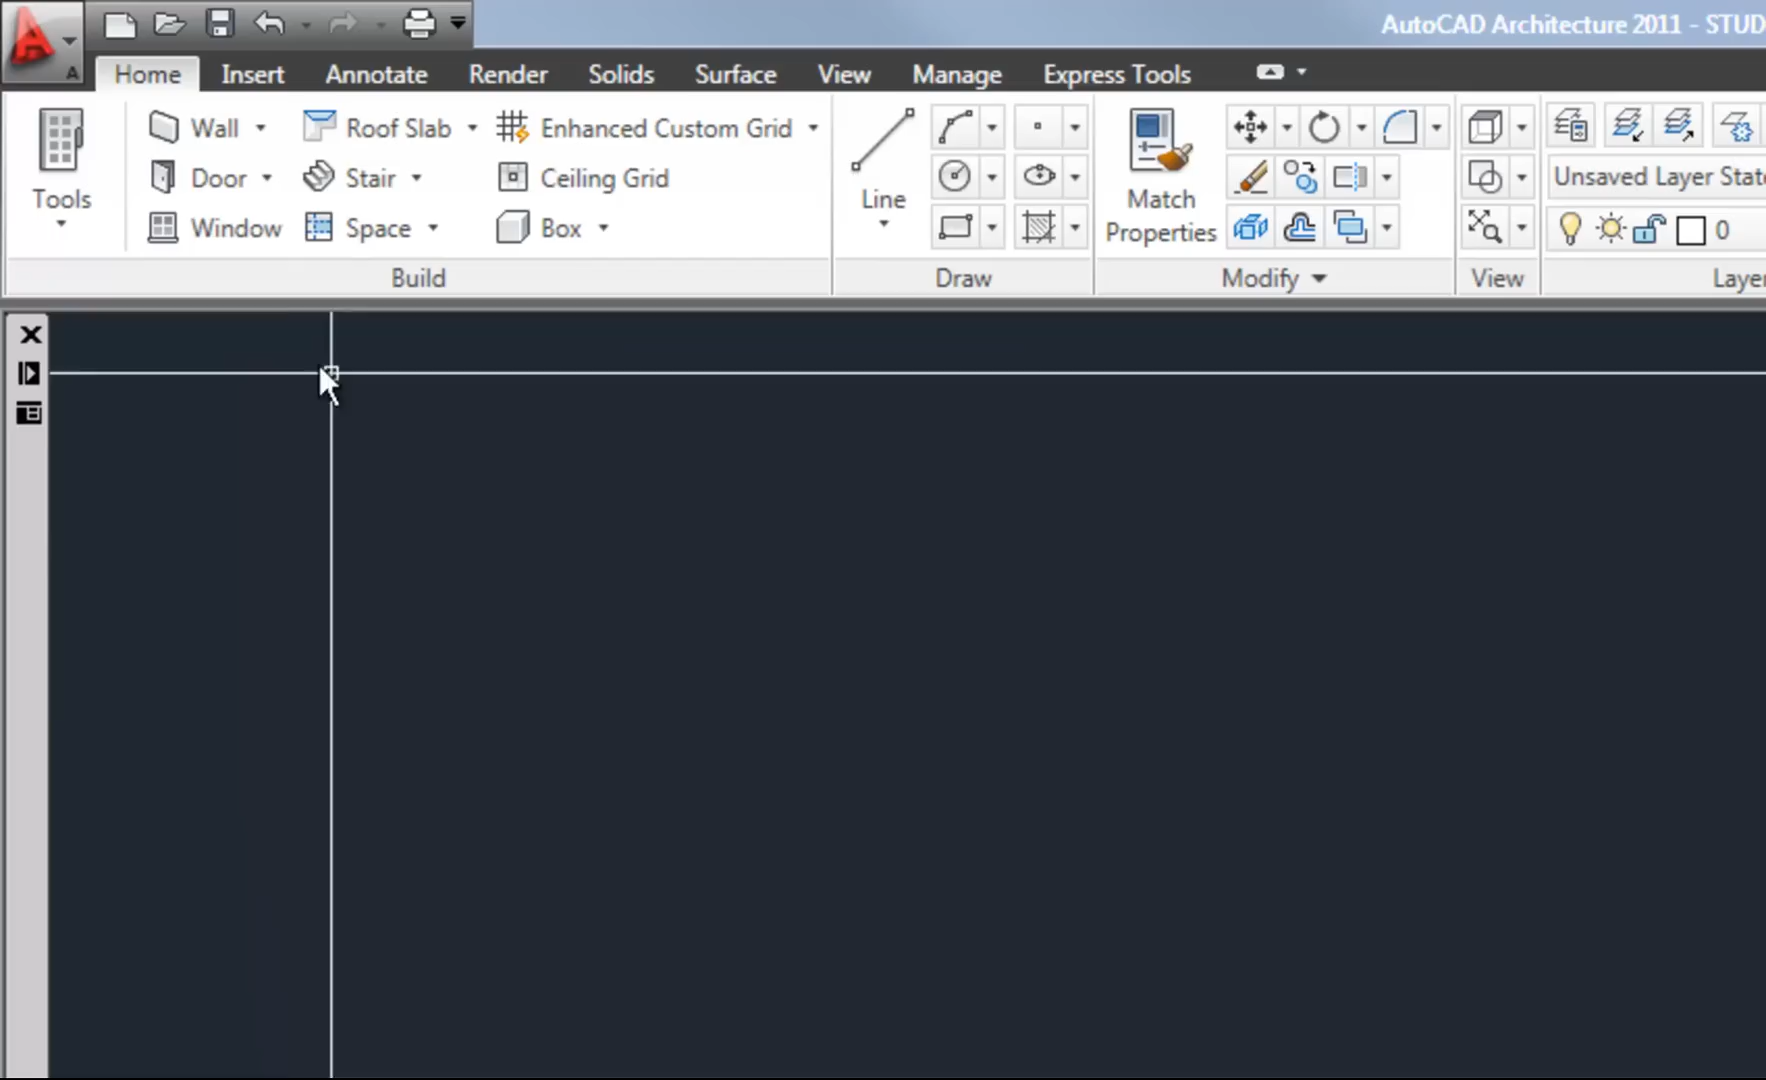 AutoCAD Architecture 2011 - STUD
A
Home Insert Annotate Render Solids Surface View Manage Express Tools
Tools
Wall Roof Slab Enhanced Custom Grid
Door Stair Ceiling Grid
Window Space Box
Line
Match
Properties
Unsaved Layer State
0
Build Draw Modify View Layer